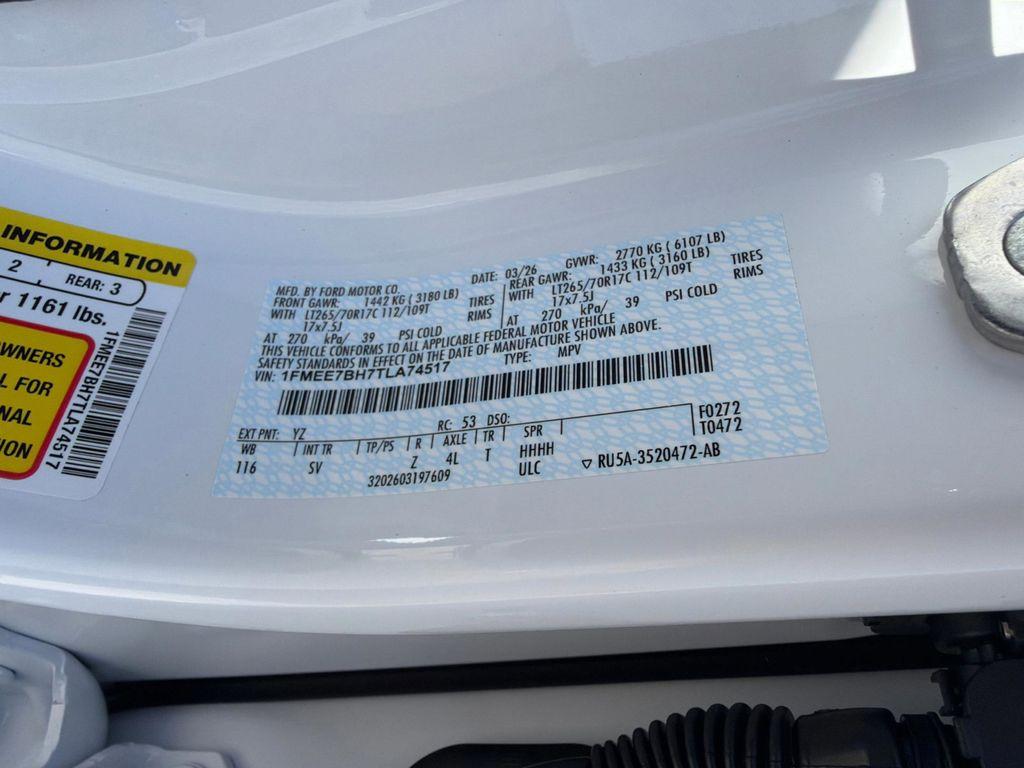 INFORMATION
2
REAR: 3
1161 lbs.
OWNERS
FOR
1FMEE7BH7TLA74517
MFD. BY FORD MOTOR CO. DATE: 03/26 GVWR: 2770 KG ( 6107 LB)
FRONT GAWR: 1442 KG ( 3180 LB) REAR GAWR: 1433 KG ( 3160 LB)
WITH LT265/70R17C 112/109T TIRES WITH LT265/70R17C 112/109T TIRES
17x7.5J RIMS 17x7.5J RIMS
AT 270 kPa/ 39 PSI COLD AT 270 kPa/ 39 PSI COLD
THIS VEHICLE CONFORMS TO ALL APPLICABLE FEDERAL MOTOR VEHICLE
SAFETY STANDARDS IN EFFECT ON THE DATE OF MANUFACTURE SHOWN ABOVE.
VIN: 1FMEE7BH7TLA74517 TYPE: MPV
EXT PNT: YZ RC: 53 DSO: F0272
WB INT TR TP/PS R AXLE TR SPR T0472
116 SV Z 4L T HHHH
3202603197609 ULC ▽ RU5A-3520472-AB